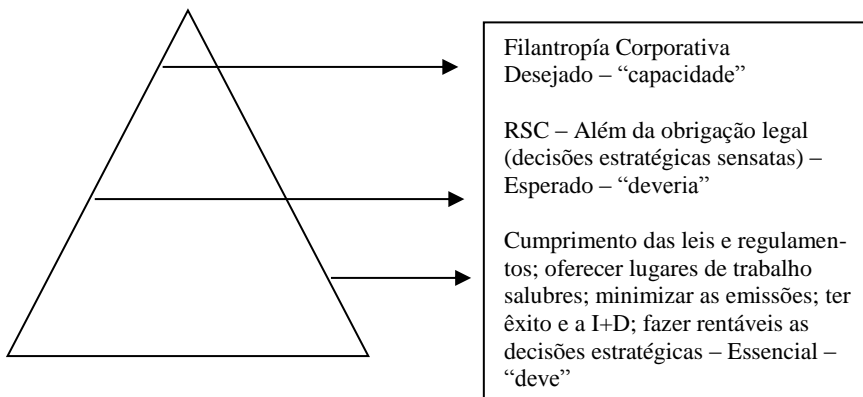 Filantropía Corporativa
Desejado – “capacidade”
RSC – Além da obrigação legal
(decisões estratégicas sensatas) –
Esperado – “deveria”
Cumprimento das leis e regulamen-
tos; oferecer lugares de trabalho
salubres; minimizar as emissões; ter
êxito e a I+D; fazer rentáveis as
decisões estratégicas – Essencial –
“deve”